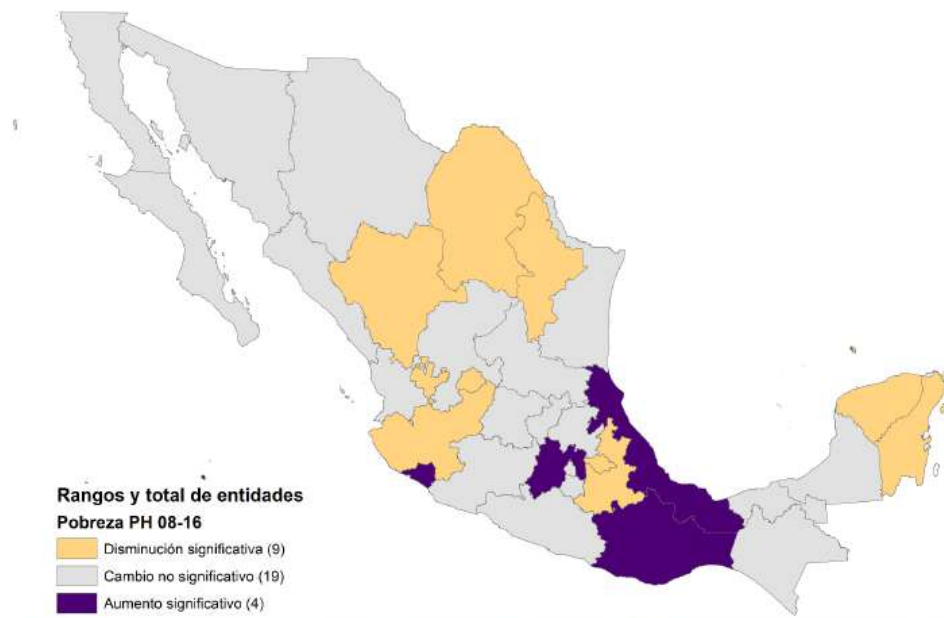 Rangos y total de entidades
Pobreza PH 08-16
Disminución significativa (9)
Cambio no significativo (19)
Aumento significativo (4)